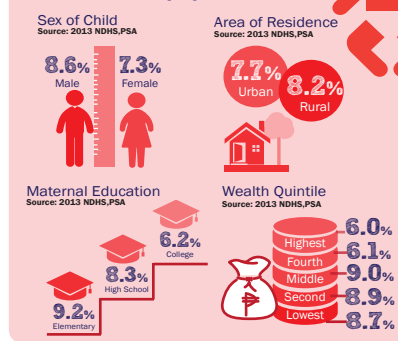 Sex of Child
Source: 2013 NDHS,PSA
8.6% 7.3%
Male Female
Area of Residence
Source: 2013 NDHS,PSA
7.7%
Urban
8.2%
Rural
Maternal Education
Source: 2013 NDHS,PSA
6.2%
College
8.3%
High School
9.2%
Elementary
Wealth Quintile
Source: 2013 NDHS,PSA
Highest 6.0%
Fourth 6.1%
Middle 9.0%
Second 8.9%
Lowest 8.7%
₱